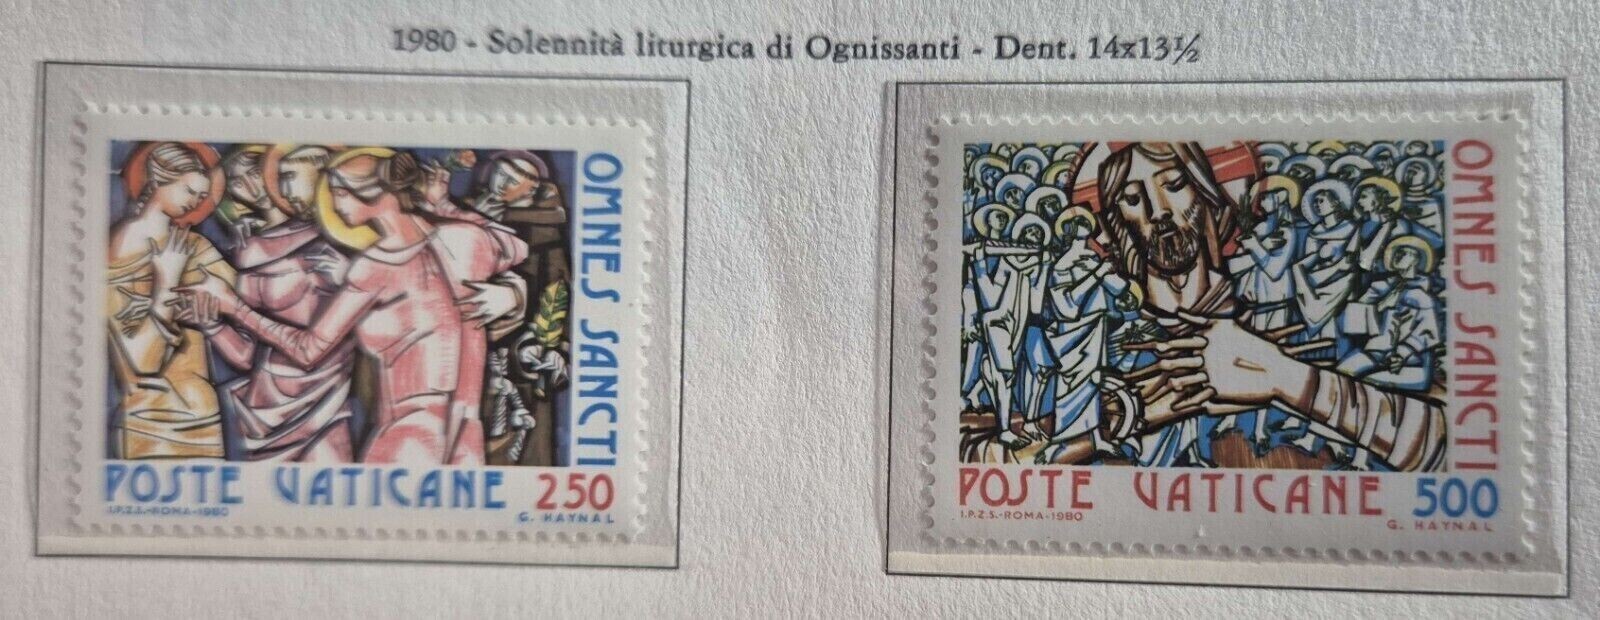 1980 - Solennità liturgica di Ognissanti - Dent. 14x13½
OMNES SANCTI
POSTE VATICANE 250
I.P.Z.S.-ROMA-1980
G. HAYNAL
OMNES SANCTI
POSTE VATICANE 500
I.P.Z.S.-ROMA-1980
G. HAYNAL